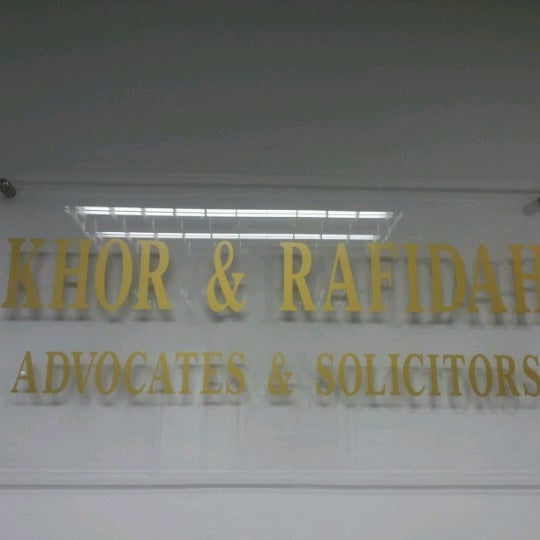 KHOR & RAFIDAH
ADVOCATES & SOLICITORS